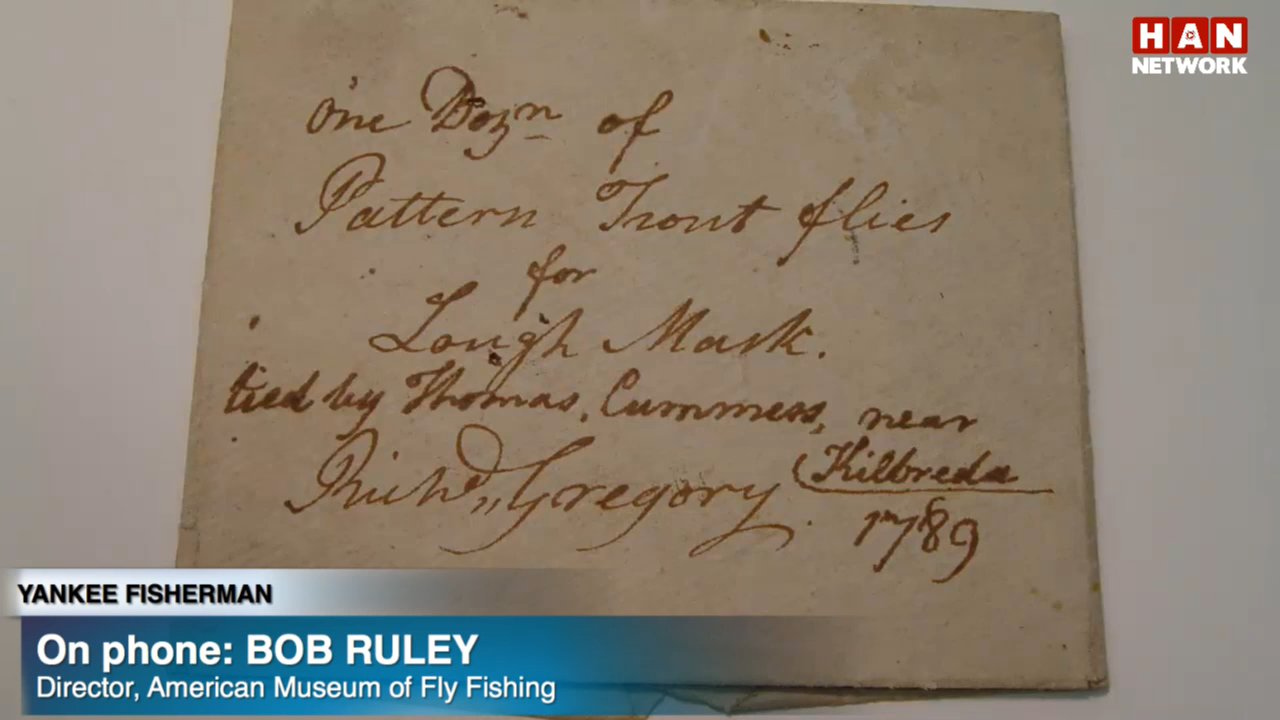 HAN
NETWORK
One Dozn of
Pattern Trout flies
for
Lough Mask.
tied by Thomas, Cummess, near
Kilbreda
Richd Gregory
1789
YANKEE FISHERMAN
On phone: BOB RULEY
Director, American Museum of Fly Fishing